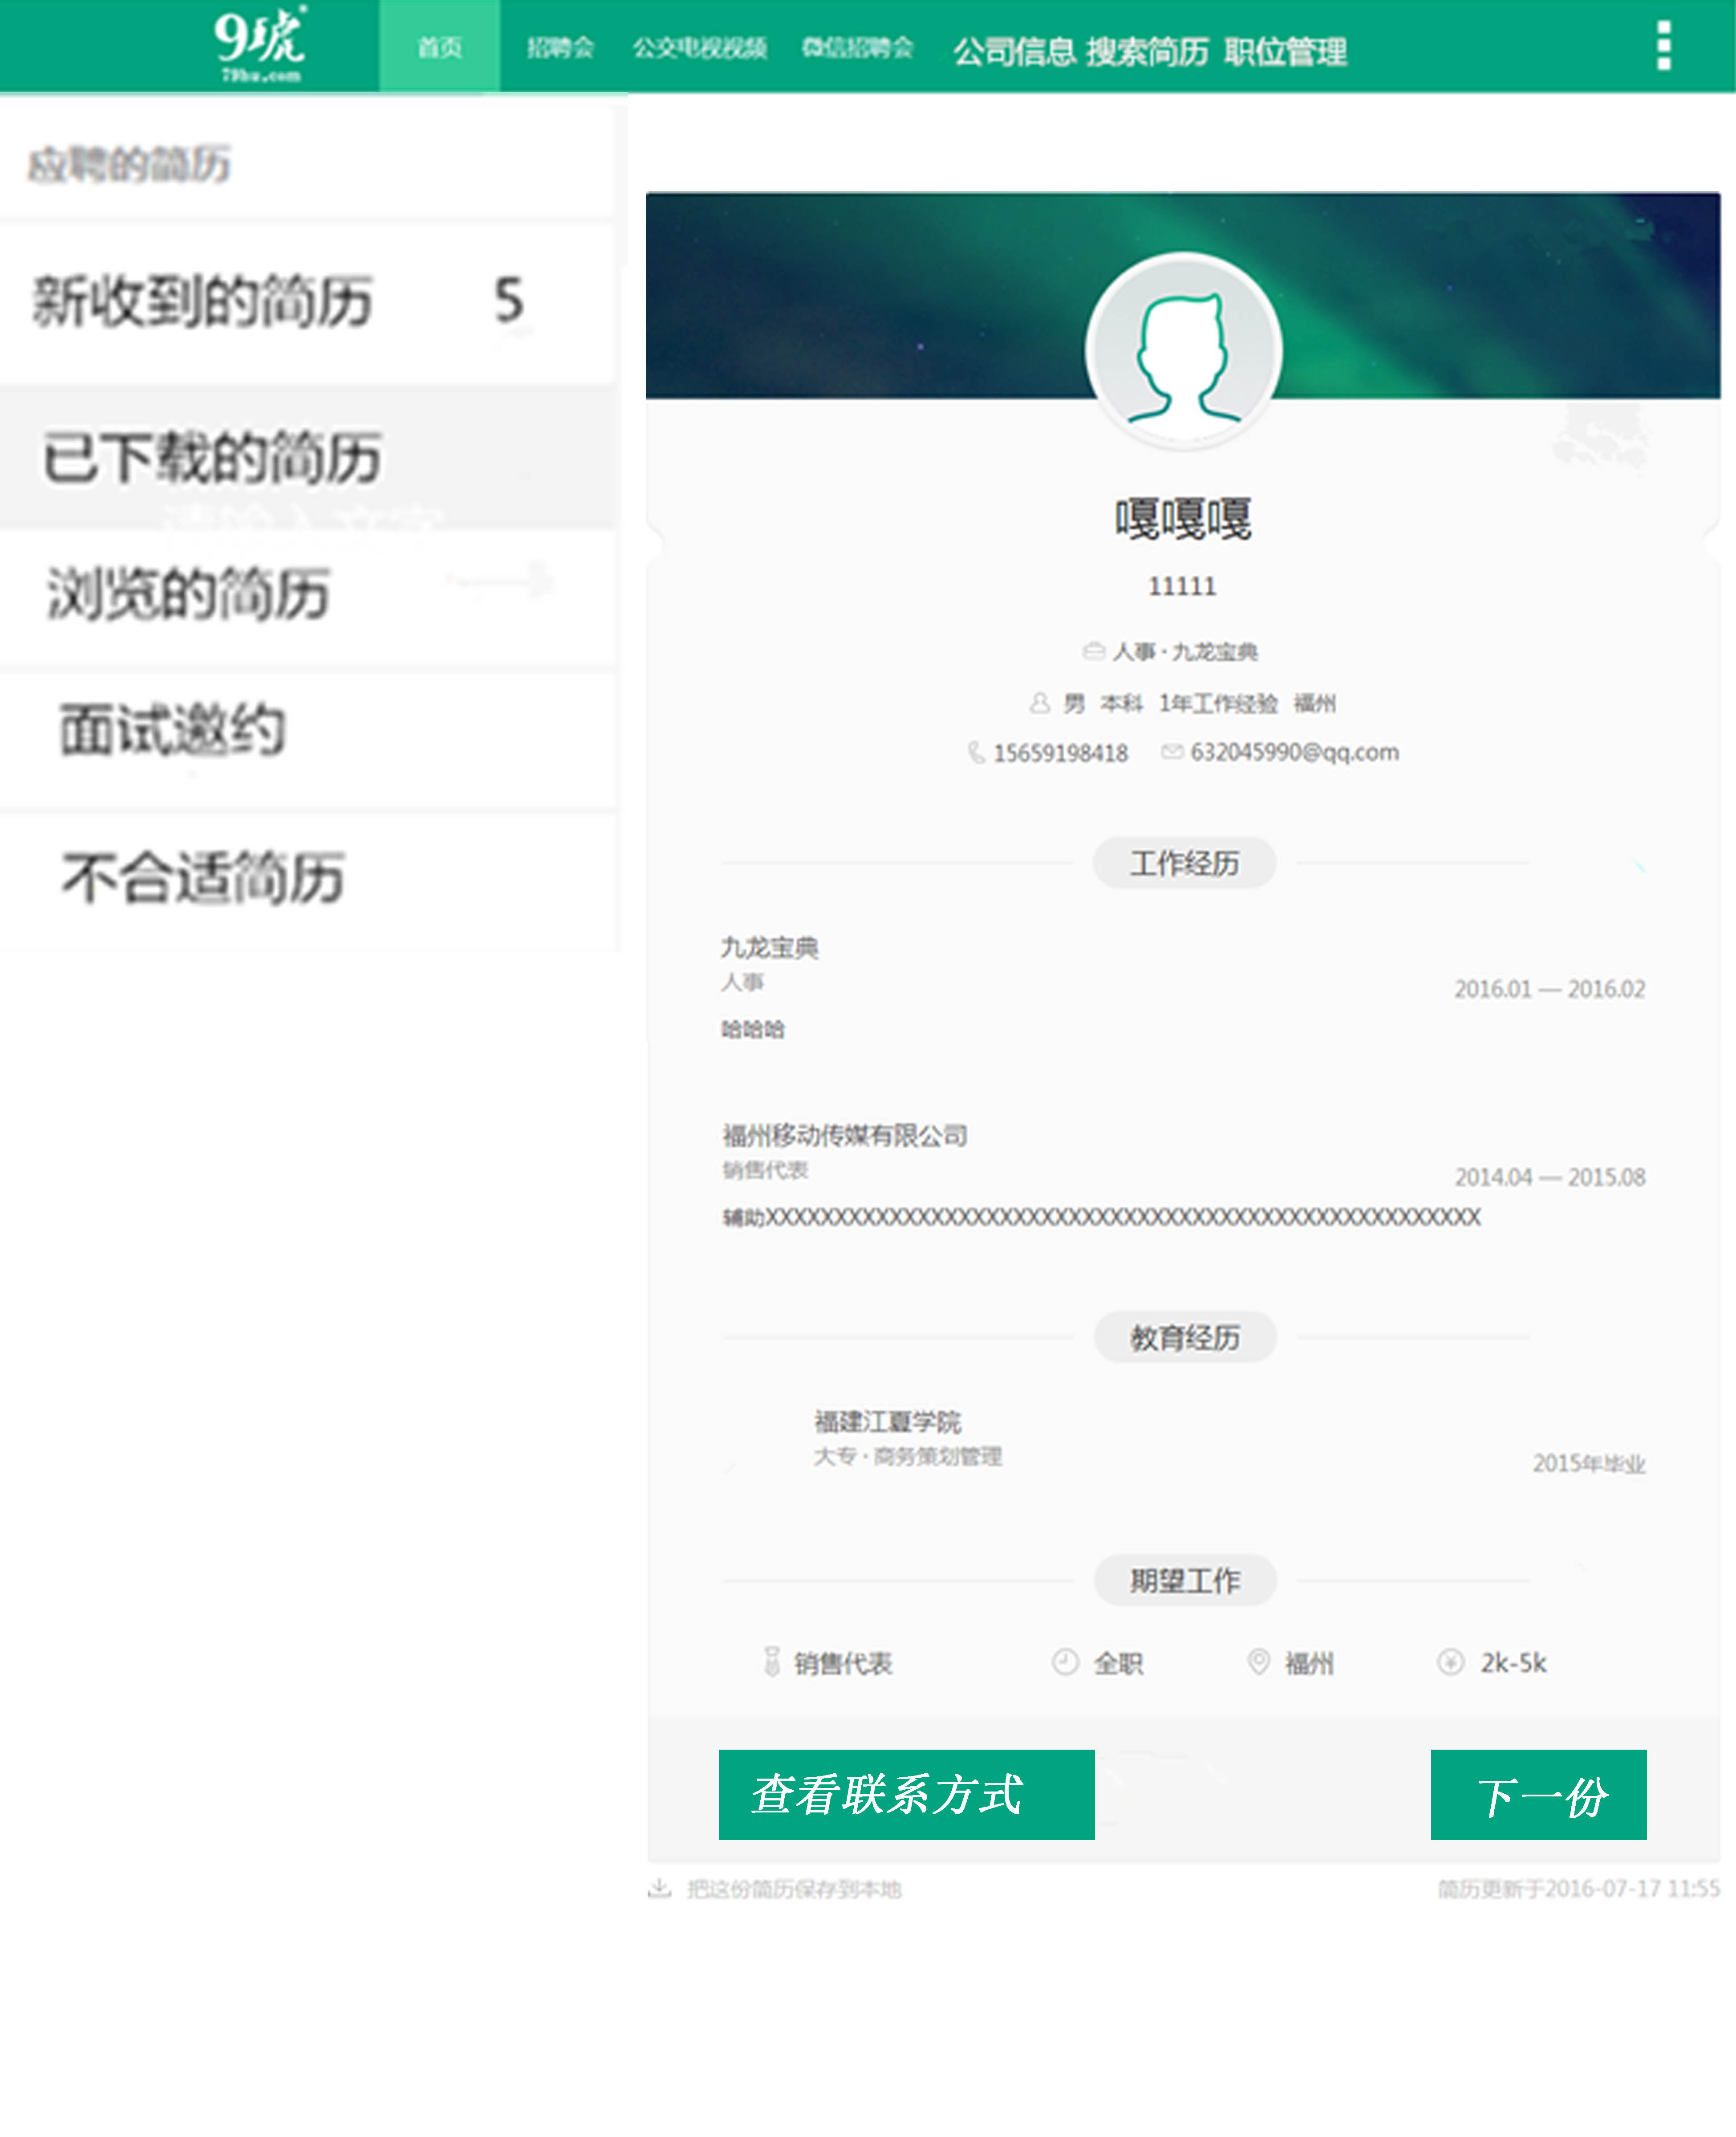 9琥
79hu.com
首页 招聘会 公交电视视频 微信招聘会 公司信息 搜索简历 职位管理
应聘的简历
新收到的简历 5
已下载的简历
浏览的简历
面试邀约
不合适简历
嘎嘎嘎
11111
人事·九龙宝典
男 本科 1年工作经验 福州
15659198418 632045990@qq.com
工作经历
九龙宝典
人事
2016.01 — 2016.02
哈哈哈
福州移动传媒有限公司
销售代表
2014.04 — 2015.08
辅助XXXXXXXXXXXXXXXXXXXXXXXXXXXXXXXXXXXXXXXXXXXXXXXXXXXX
教育经历
福建江夏学院
大专·商务策划管理
2015年毕业
期望工作
销售代表 全职 福州 2k-5k
查看联系方式 下一份
把这份简历保存到本地 简历更新于2016-07-17 11:55